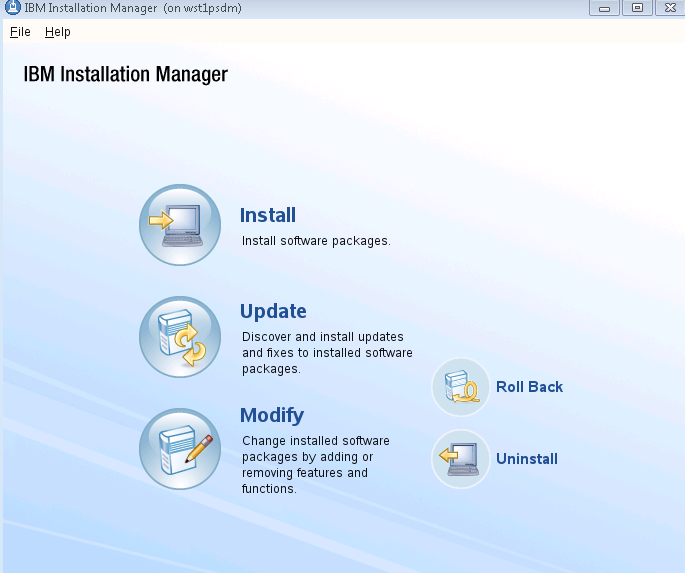 IBM Installation Manager (on wst1psdm)
File Help
IBM Installation Manager
Install
Install software packages.
Update
Discover and install updates
and fixes to installed software
packages.
Roll Back
Modify
Change installed software
packages by adding or
removing features and
functions.
Uninstall